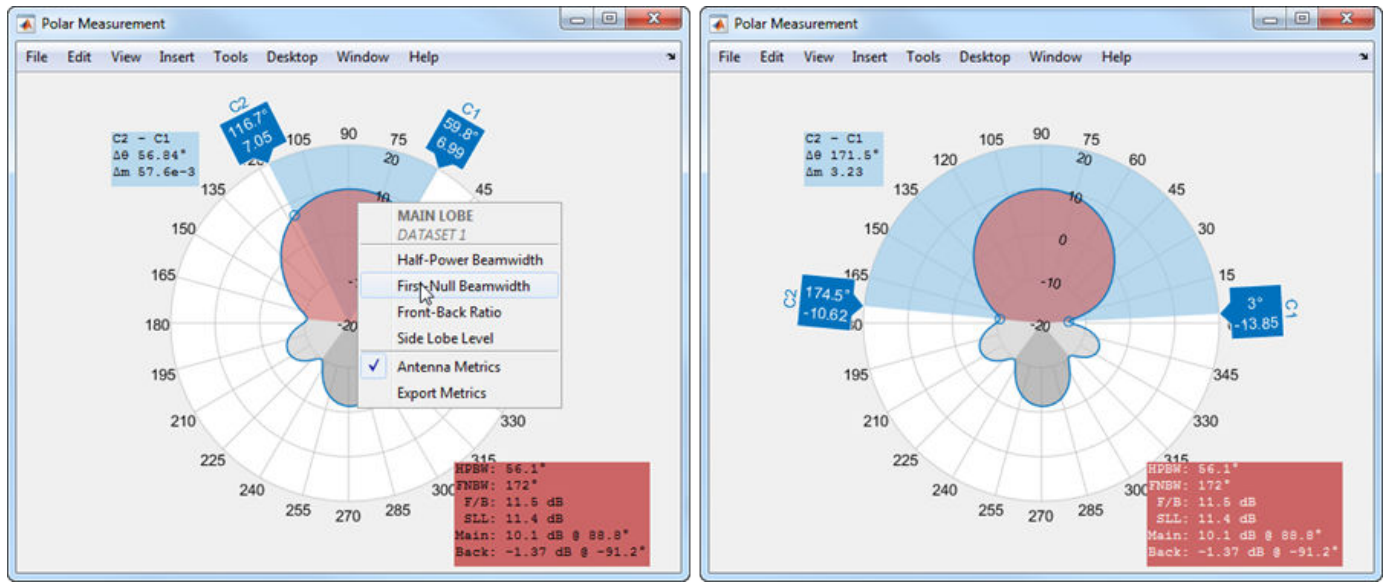 Polar Measurement
File Edit View Insert Tools Desktop Window Help
C2 - C1
Δθ 56.84°
Δm 57.6e-3
C2
116.7°
7.05
C1
59.8°
6.99
105
90
75
20
45
135
10
150
165
180
-20
195
210
225
240
255
270
285
300
315
330
MAIN LOBE
DATASET 1
Half-Power Beamwidth
First-Null Beamwidth
Front-Back Ratio
Side Lobe Level
Antenna Metrics
Export Metrics
HPBW: 56.1°
FNBW: 172°
F/B: 11.5 dB
SLL: 11.4 dB
Main: 10.1 dB @ 88.8°
Back: -1.37 dB @ -91.2°
Polar Measurement
File Edit View Insert Tools Desktop Window Help
C2 - C1
Δθ 171.5°
Δm 3.23
120
105
90
75
20
60
135
10
45
150
0
30
165
-10
15
C2
174.5°
-10.62
-20
3°
-13.85
C1
195
345
210
330
225
240
255
270
285
300
HPBW: 56.1°
FNBW: 172°
F/B: 11.5 dB
SLL: 11.4 dB
Main: 10.1 dB @ 88.8°
Back: -1.37 dB @ -91.2°